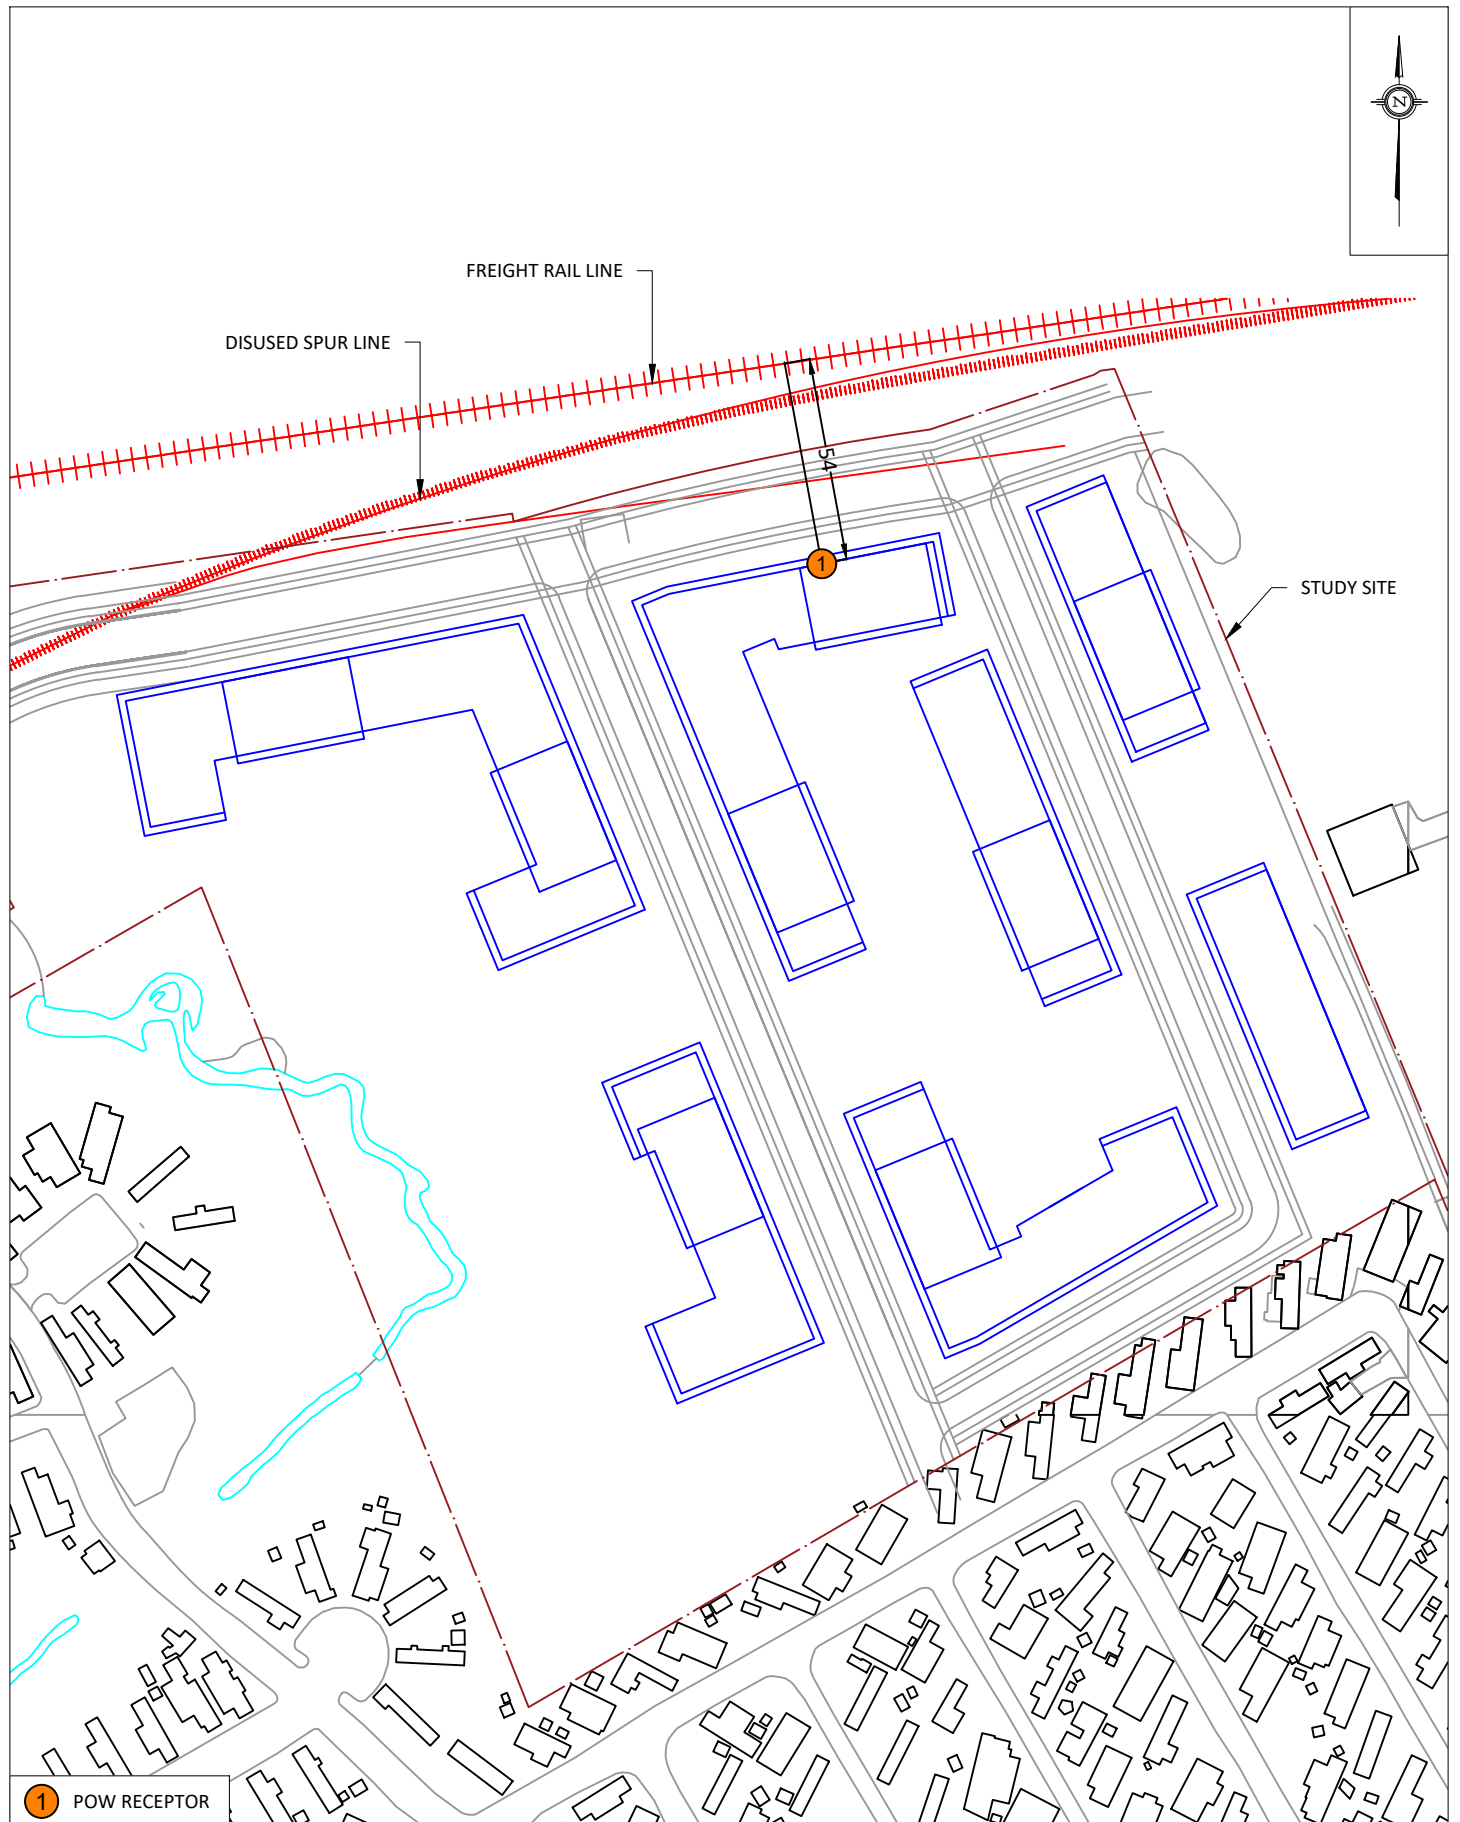 N
FREIGHT RAIL LINE
DISUSED SPUR LINE
54
1
STUDY SITE
1 POW RECEPTOR